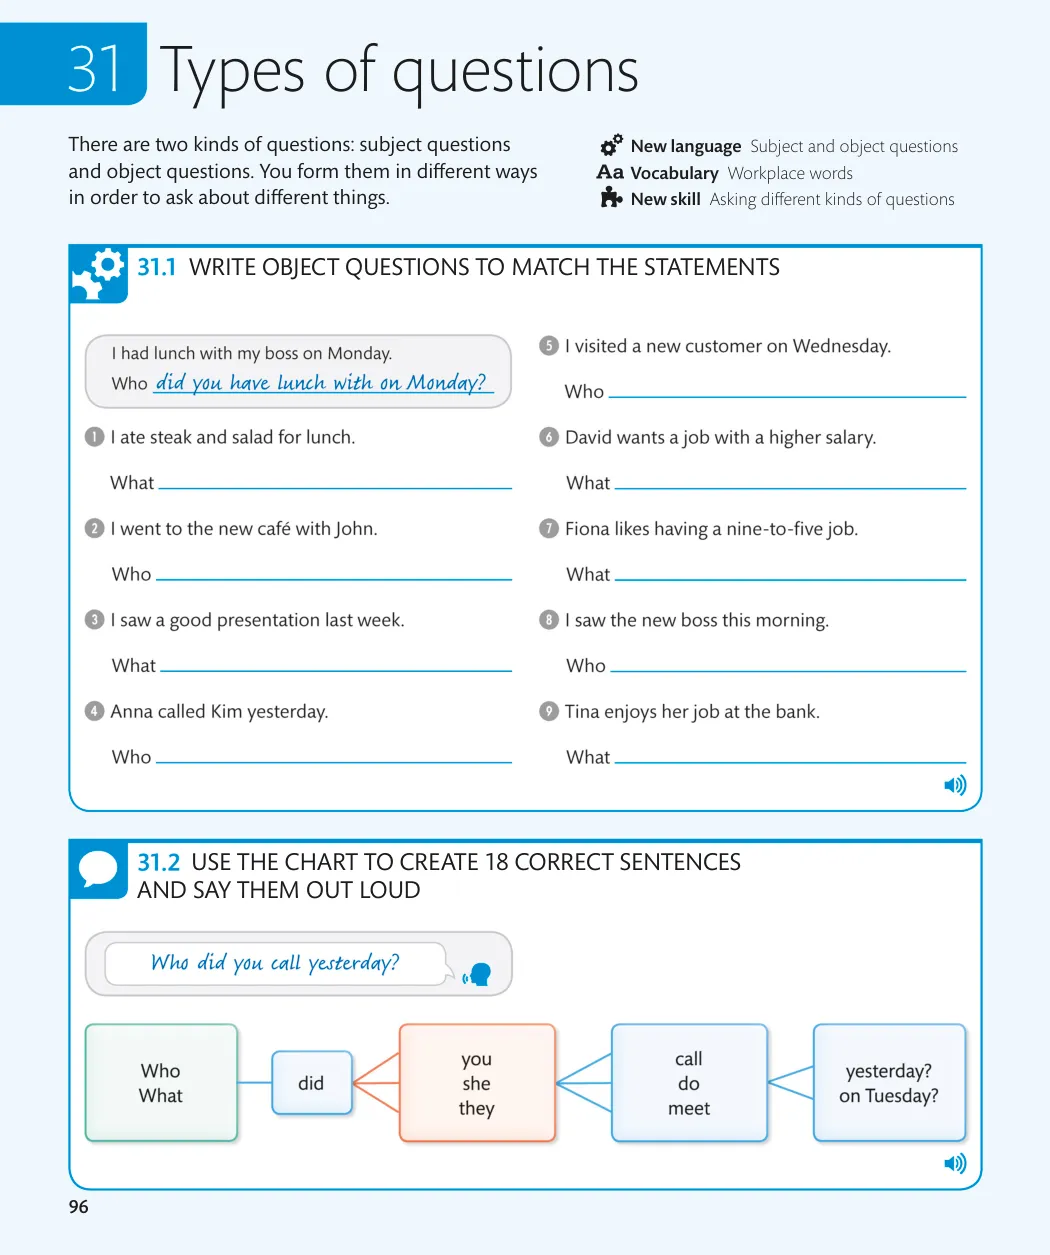 31 Types of questions
There are two kinds of questions: subject questions
and object questions. You form them in different ways
in order to ask about different things.
New language Subject and object questions
Aa Vocabulary Workplace words
New skill Asking different kinds of questions
31.1 WRITE OBJECT QUESTIONS TO MATCH THE STATEMENTS
I had lunch with my boss on Monday.
Who did you have lunch with on Monday?
1 I ate steak and salad for lunch.
What
2 I went to the new café with John.
Who
3 I saw a good presentation last week.
What
4 Anna called Kim yesterday.
Who
5 I visited a new customer on Wednesday.
Who
6 David wants a job with a higher salary.
What
7 Fiona likes having a nine-to-five job.
What
8 I saw the new boss this morning.
Who
9 Tina enjoys her job at the bank.
What
31.2 USE THE CHART TO CREATE 18 CORRECT SENTENCES
AND SAY THEM OUT LOUD
Who did you call yesterday?
Who
What
did
you
she
they
call
do
meet
yesterday?
on Tuesday?
96